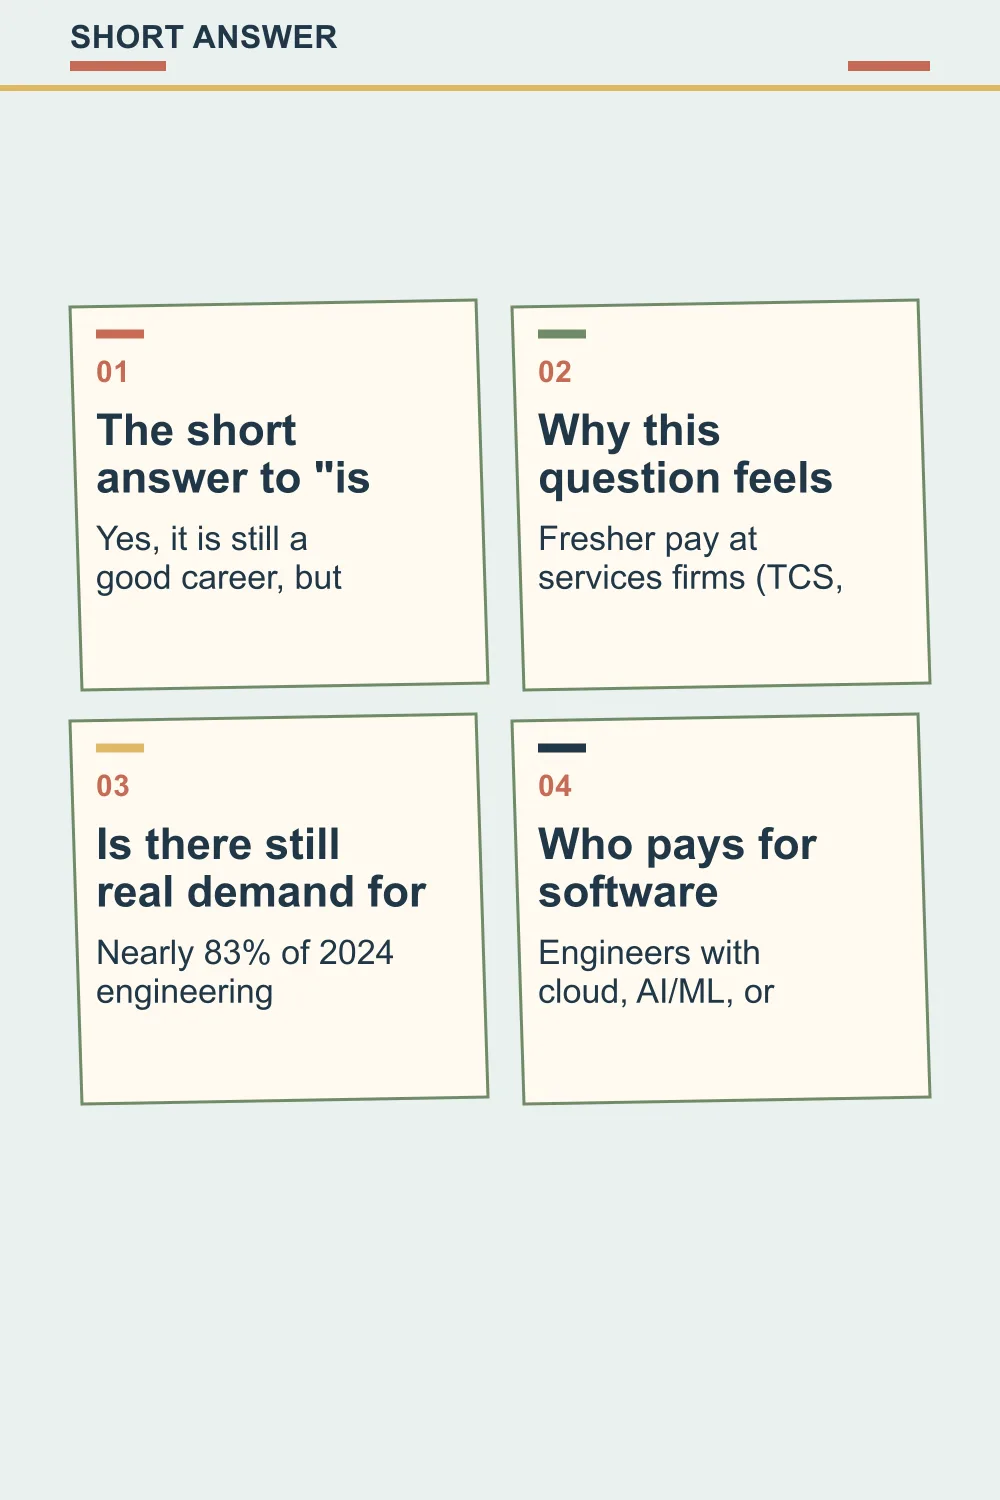 SHORT ANSWER
01
The short
answer to "is
Yes, it is still a
good career, but
02
Why this
question feels
Fresher pay at
services firms (TCS,
03
Is there still
real demand for
Nearly 83% of 2024
engineering
04
Who pays for
software
Engineers with
cloud, AI/ML, or